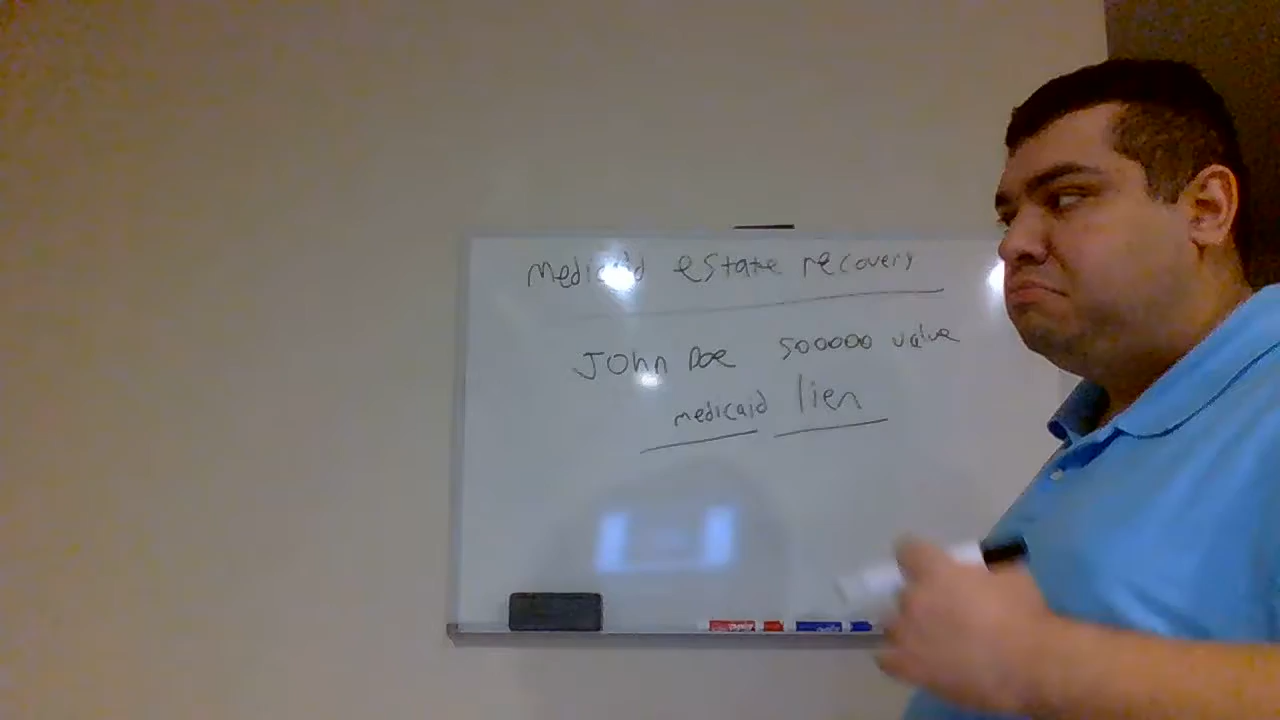 medicaid estate recovery
John Doe 500000 value
medicaid lien